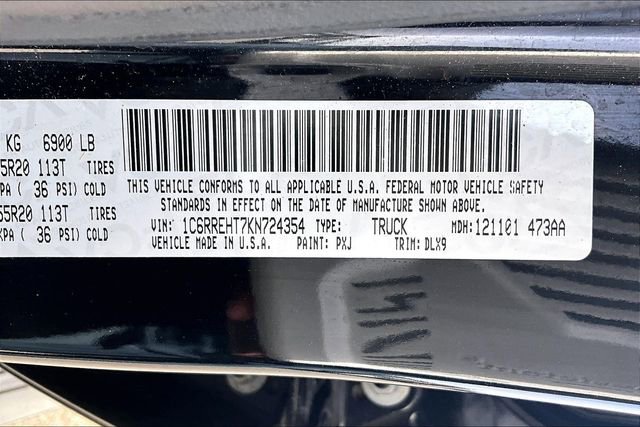 KG 6900 LB
5R20 113T TIRES
KPA ( 36 PSI) COLD
55R20 113T TIRES
KPA ( 36 PSI) COLD
THIS VEHICLE CONFORMS TO ALL APPLICABLE U.S.A. FEDERAL MOTOR VEHICLE SAFETY
STANDARDS IN EFFECT ON THE DATE OF MANUFACTURE SHOWN ABOVE.
VIN: 1C6RREHT7KN724354 TYPE: TRUCK MDH: 121101 473AA
VEHICLE MADE IN U.S.A. PAINT: PXJ TRIM: DLX9